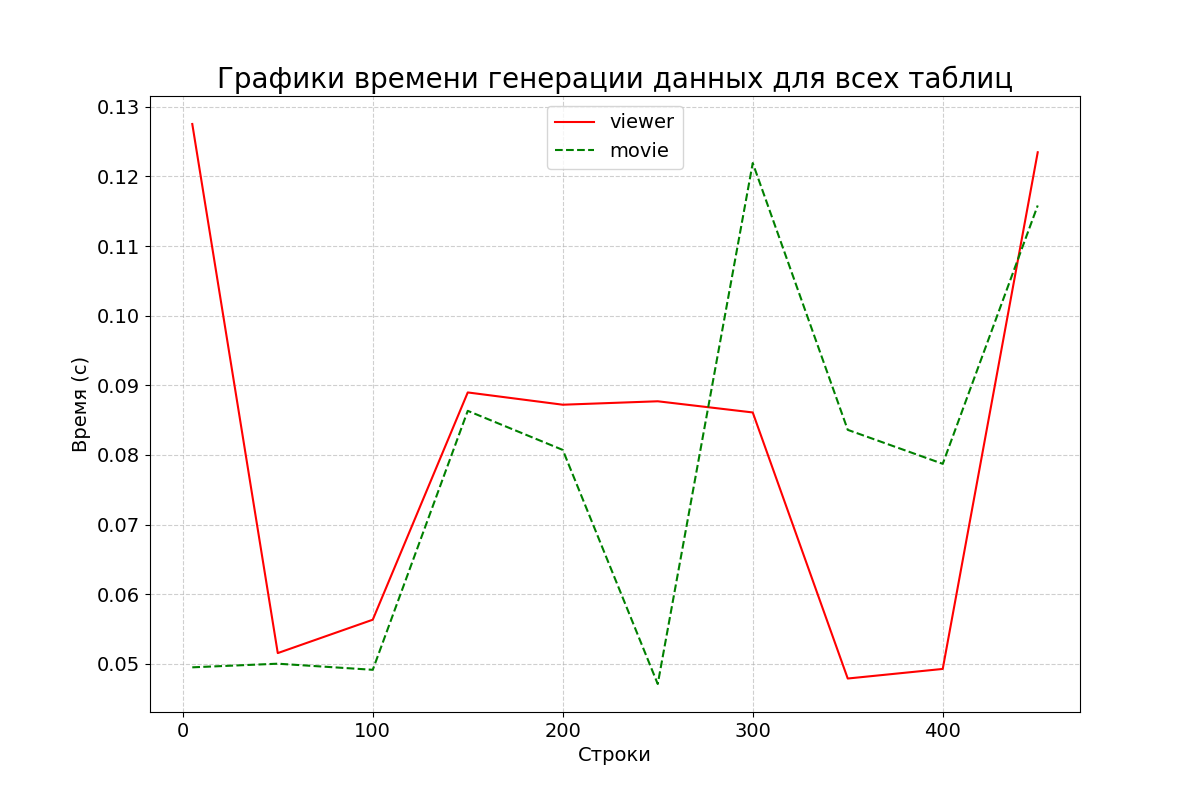 Графики времени генерации данных для всех таблиц
viewer
movie
0.13
0.12
0.11
0.10
0.09
0.08
0.07
0.06
0.05
Время (с)
0 100 200 300 400
Строки